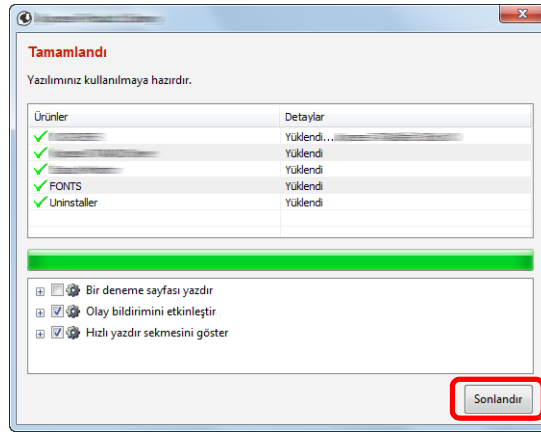 Tamamlandı
Yazılımınız kullanılmaya hazırdır.
Ürünler Detaylar
Yüklendi...
Yüklendi
Yüklendi
FONTS Yüklendi
Uninstaller Yüklendi
Bir deneme sayfası yazdır
Olay bildirimini etkinleştir
Hızlı yazdır sekmesini göster
Sonlandır